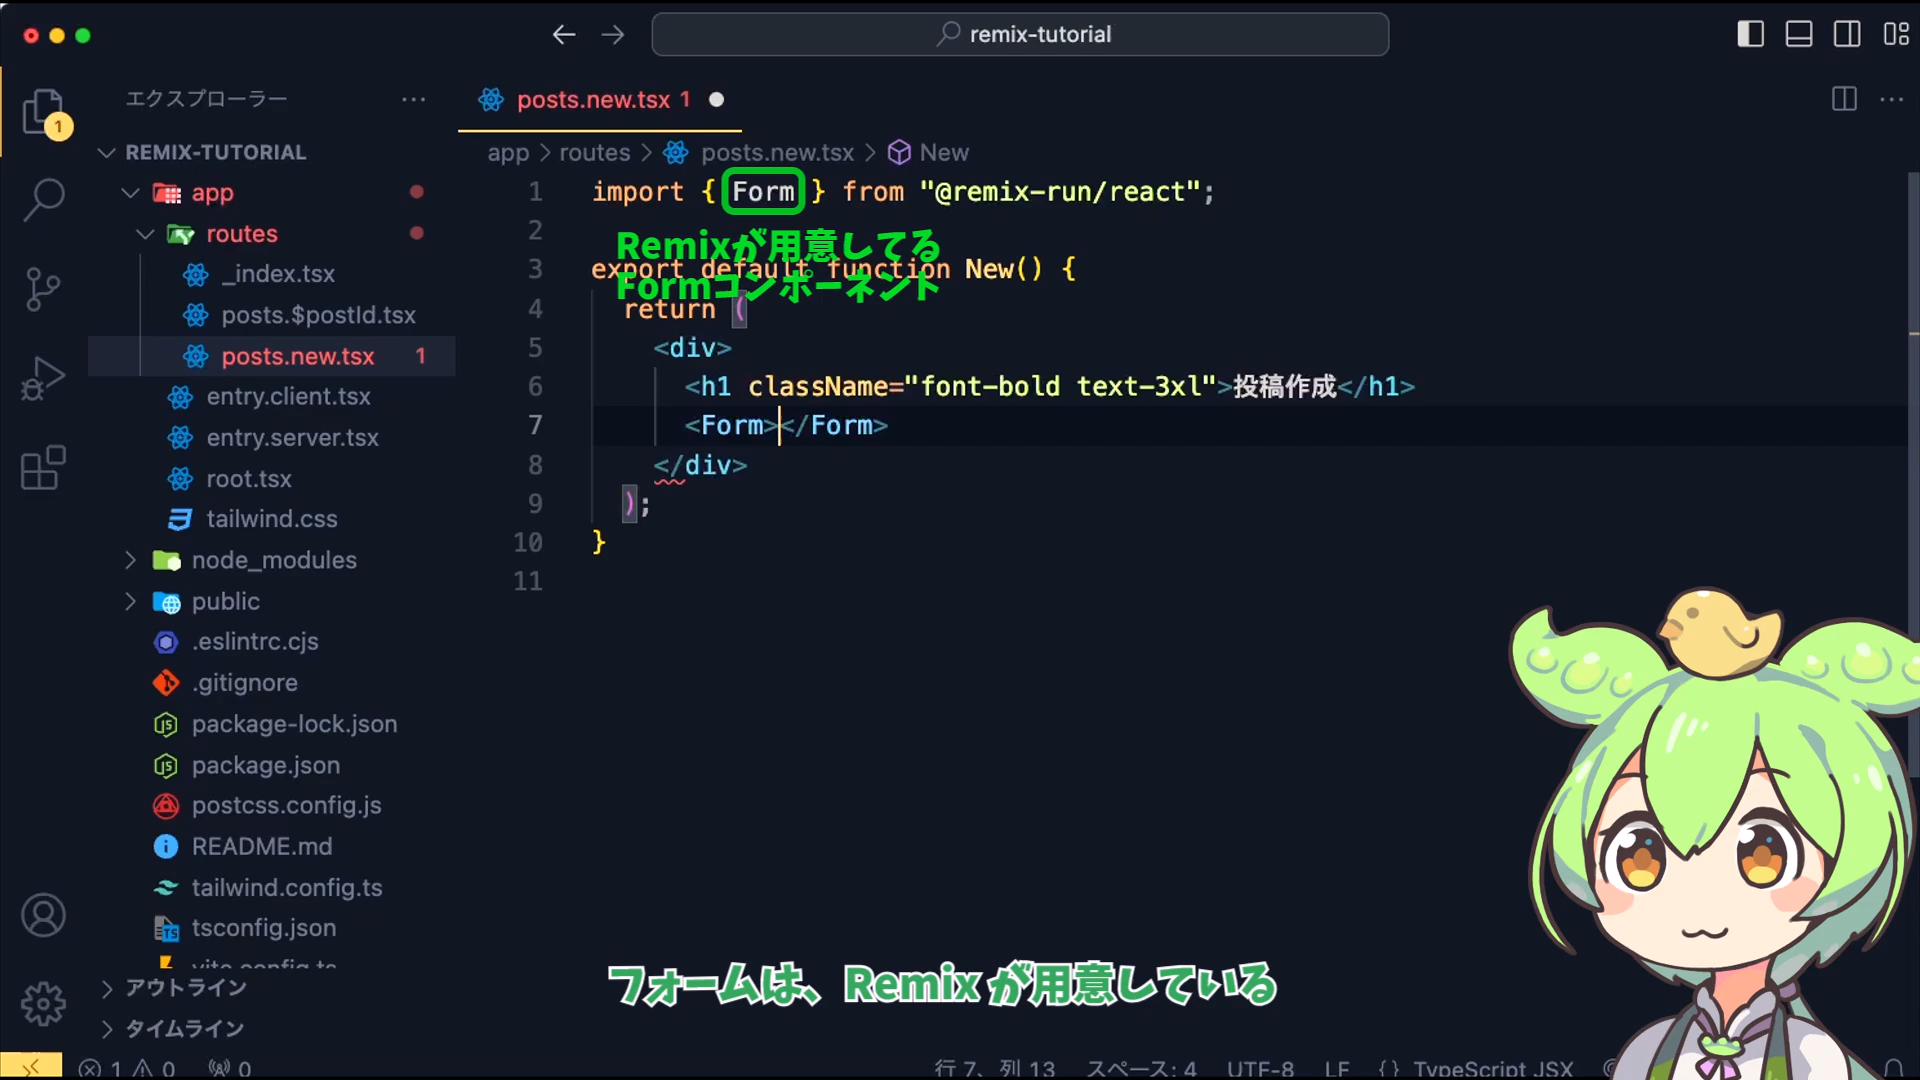 remix-tutorial
エクスプローラー
posts.new.tsx 1
1
REMIX-TUTORIAL
app > routes > posts.new.tsx > New
app
routes
_index.tsx
posts.$postId.tsx
posts.new.tsx 1
entry.client.tsx
entry.server.tsx
root.tsx
tailwind.css
node_modules
public
.eslintrc.cjs
.gitignore
package-lock.json
package.json
postcss.config.js
README.md
tailwind.config.ts
tsconfig.json
vite.config.ts
アウトライン
タイムライン
1 import { Form } from "@remix-run/react";
2
Remixが用意してる
3 export default function New() {
Formコンポーネント
4 return (
5 <div>
6 <h1 className="font-bold text-3xl">投稿作成</h1>
7 <Form></Form>
8 </div>
9 );
10 }
11
フォームは、Remix が用意している
1 0 0
行 7、列 13 スペース: 4 UTF-8 LF {} TypeScript JSX